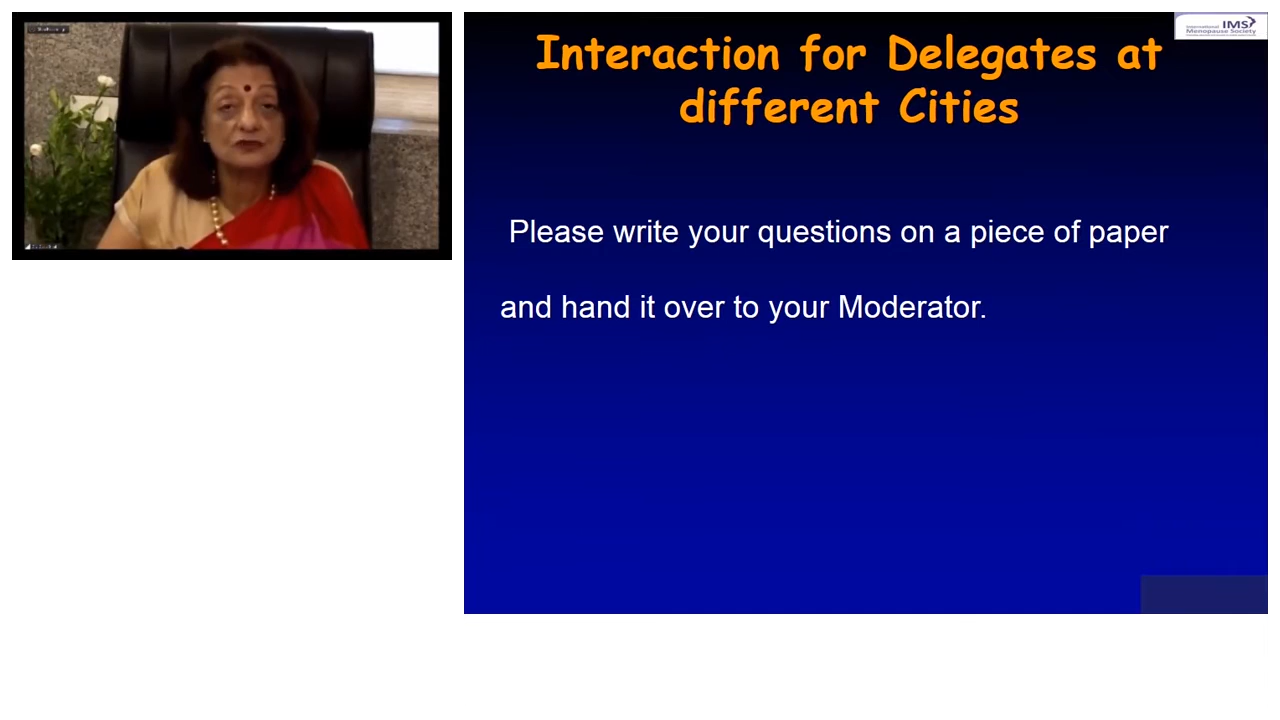 International
Menopause Society
IMS
Interaction for Delegates at
different Cities
Please write your questions on a piece of paper
and hand it over to your Moderator.